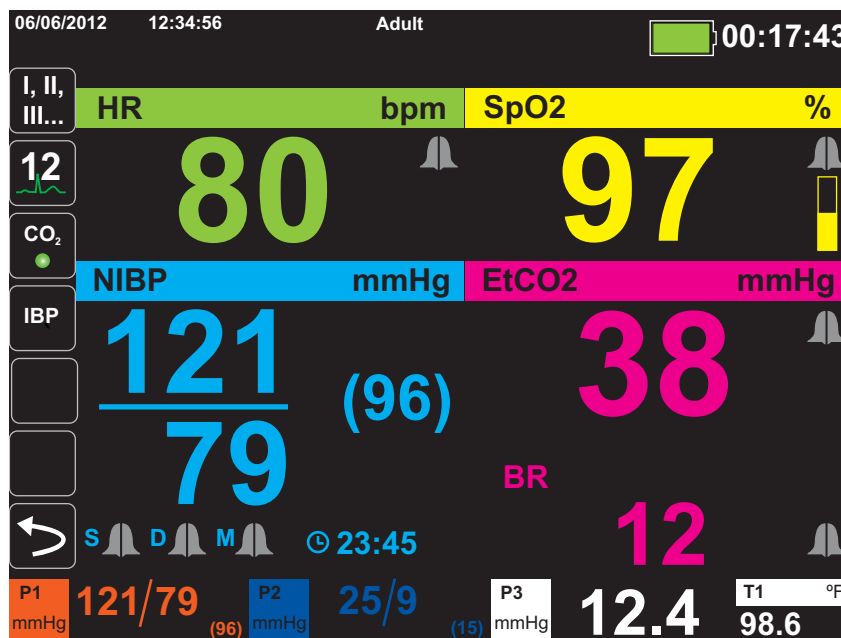 06/06/2012 12:34:56 Adult 00:17:43
I, II,
III...
HR bpm SpO2 %
12
80 97
CO2
NIBP mmHg EtCO2 mmHg
IBP
121
79
(96)
38
BR
12
S D M 23:45
P1
mmHg
121/79
(96)
P2
mmHg
25/9
(15)
P3
mmHg
12.4
T1 ºF
98.6